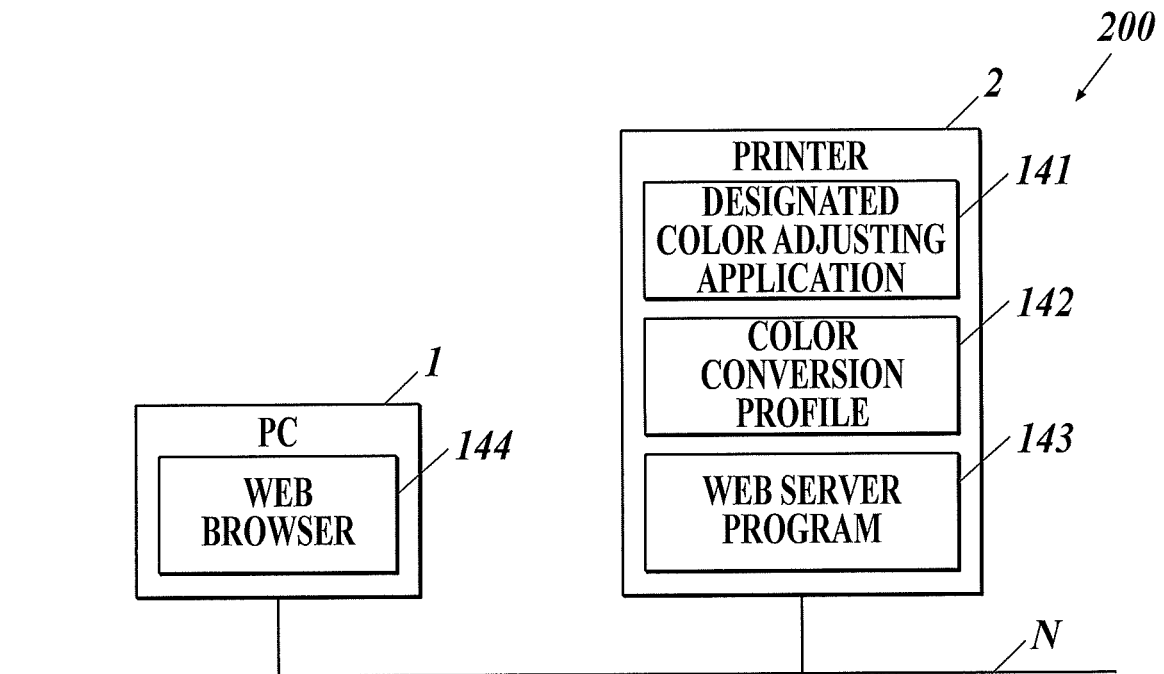 200
2
PRINTER
141
DESIGNATED
COLOR ADJUSTING
APPLICATION
142
COLOR
CONVERSION
PROFILE
1
PC
143
144
WEB
BROWSER
WEB SERVER
PROGRAM
N